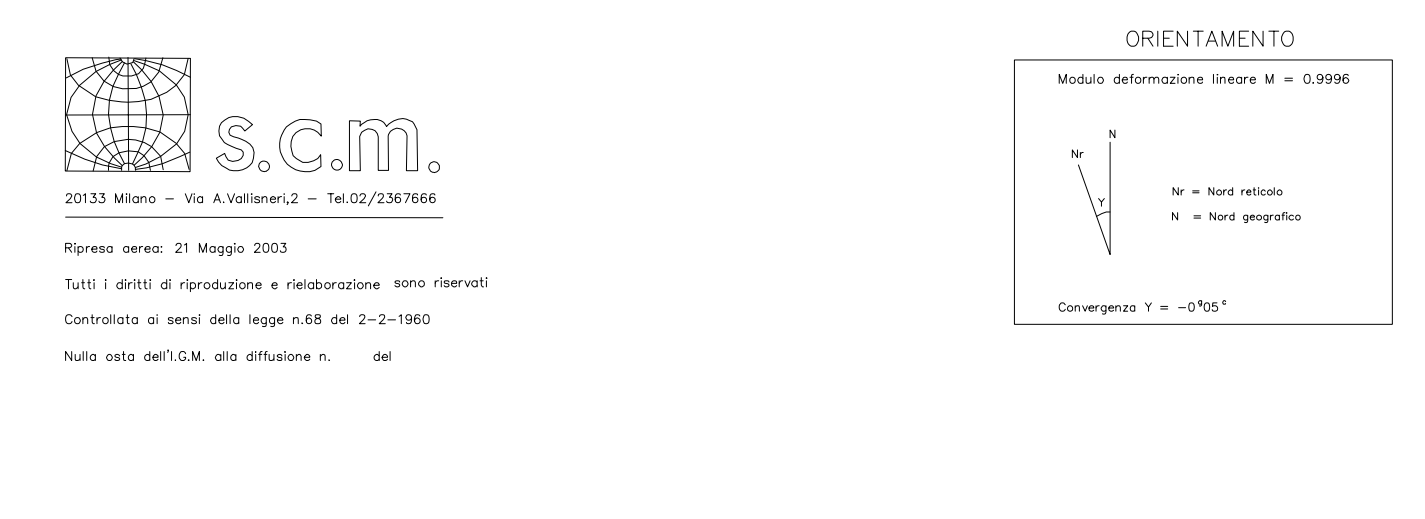 s.c.m.
20133 Milano – Via A.Vallisneri,2 – Tel.02/2367666
Ripresa aerea: 21 Maggio 2003
Tutti i diritti di riproduzione e rielaborazione sono riservati
Controllata ai sensi della legge n.68 del 2–2–1960
Nulla osta dell'I.G.M. alla diffusione n. del
ORIENTAMENTO
Modulo deformazione lineare M = 0.9996
N
Nr
Y
Nr = Nord reticolo
N = Nord geografico
Convergenza Y = –0ᵍ05ᶜ